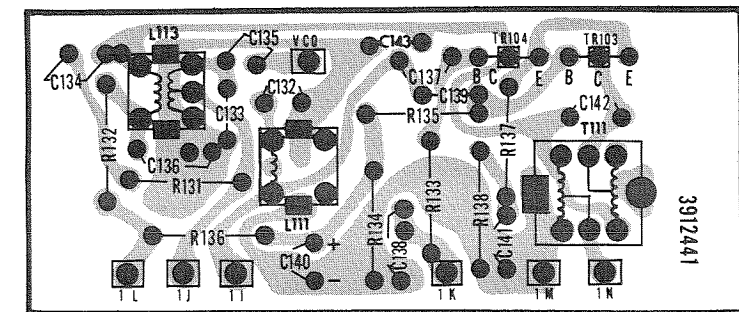 L113
C135
VCO
C143
TR104
TR103
C134
C137
B
C
E
B
C
E
C132
C139
C142
C133
R135
R137
T111
R132
C136
R131
R134
R133
R138
L111
R136
+
C140
−
C138
C141
3912441
1L
1J
1I
1K
1M
1N